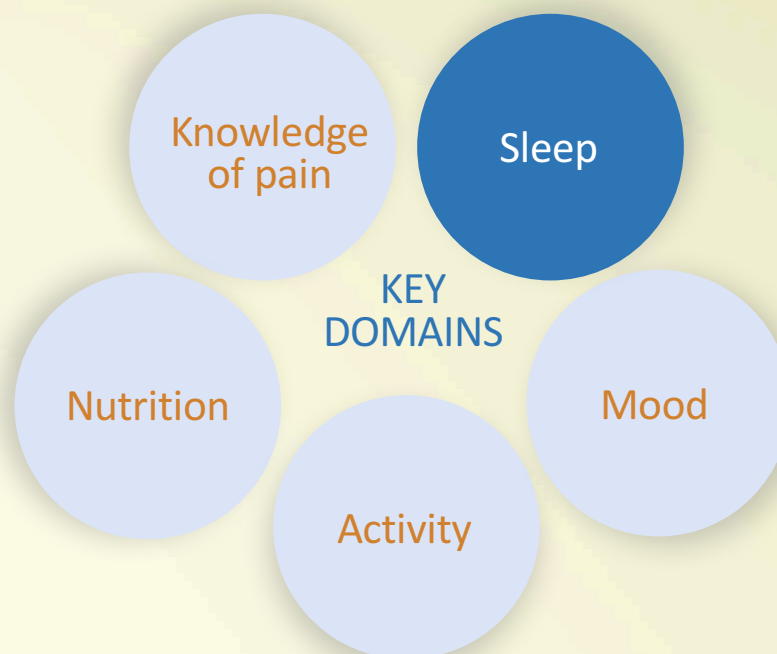 Knowledge
of pain
Sleep
KEY
DOMAINS
Nutrition
Mood
Activity